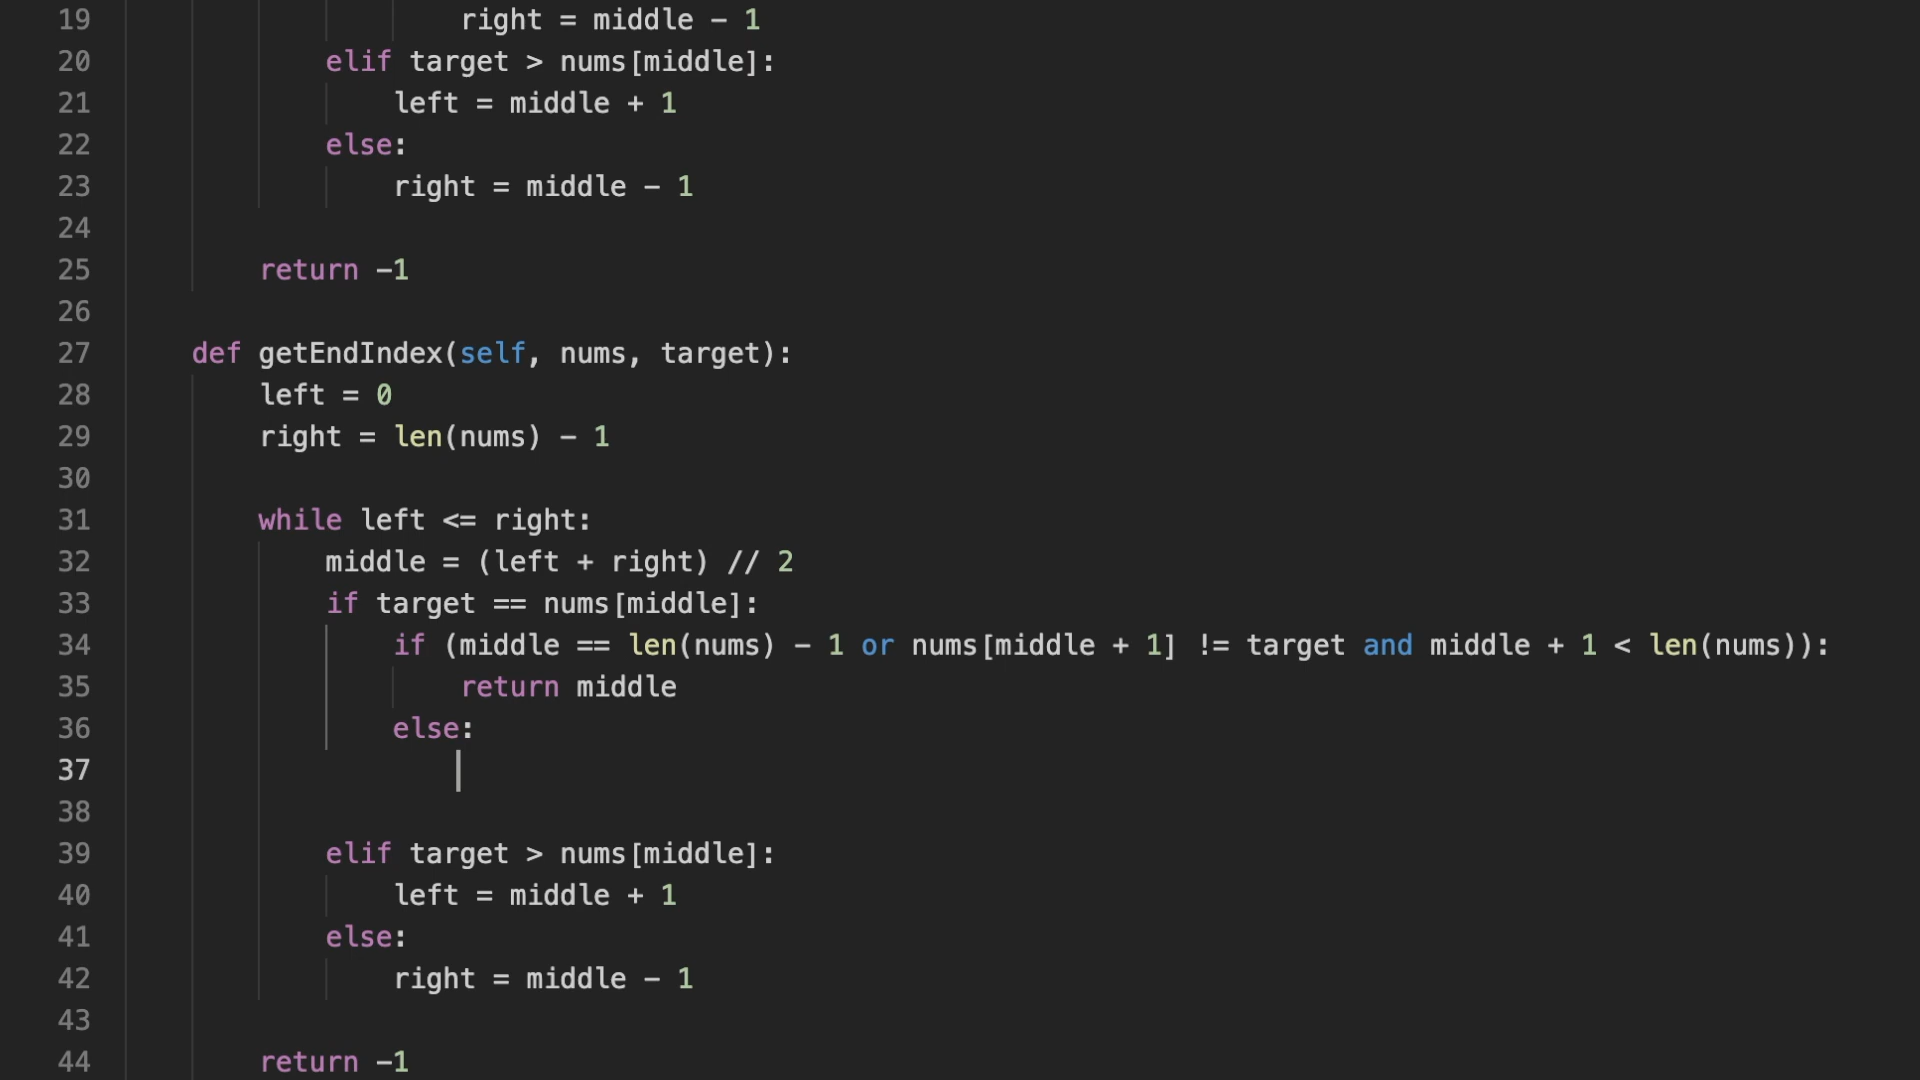 19 right = middle - 1
20 elif target > nums[middle]:
21 left = middle + 1
22 else:
23 right = middle - 1
24
25 return -1
26
27 def getEndIndex(self, nums, target):
28 left = 0
29 right = len(nums) - 1
30
31 while left <= right:
32 middle = (left + right) // 2
33 if target == nums[middle]:
34 if (middle == len(nums) - 1 or nums[middle + 1] != target and middle + 1 < len(nums)):
35 return middle
36 else:
37
38
39 elif target > nums[middle]:
40 left = middle + 1
41 else:
42 right = middle - 1
43
44 return -1